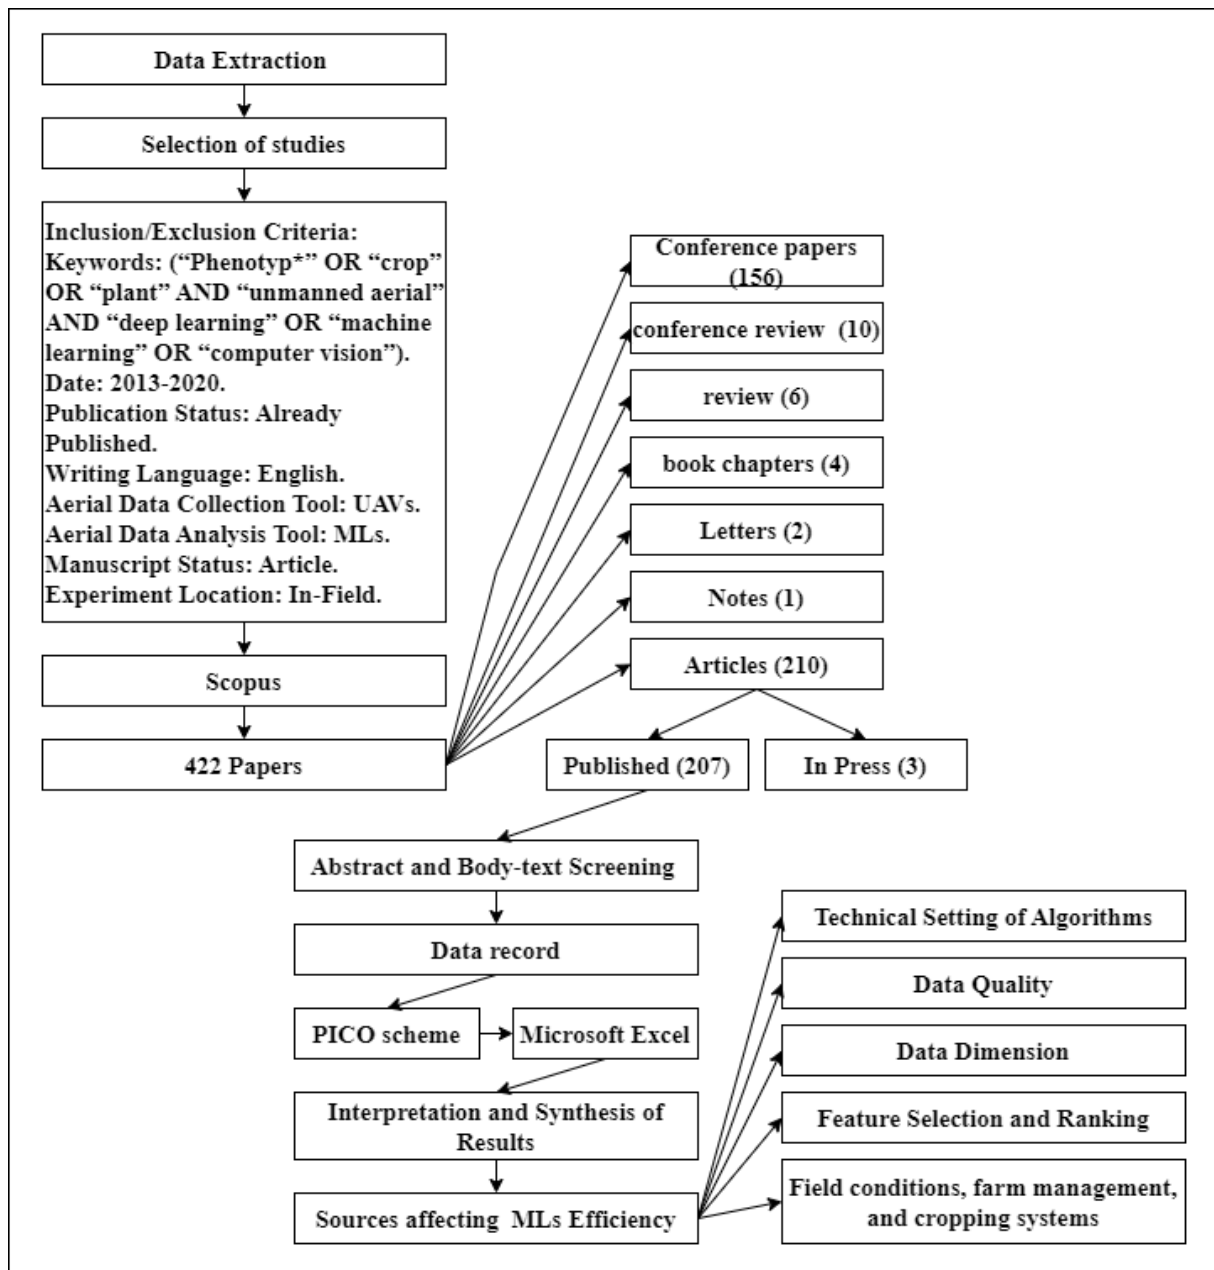 Data Extraction
Selection of studies
Inclusion/Exclusion Criteria:
Keywords: (“Phenotyp*” OR “crop”
OR “plant” AND “unmanned aerial”
AND “deep learning” OR “machine
learning” OR “computer vision”).
Date: 2013-2020.
Publication Status: Already
Published.
Writing Language: English.
Aerial Data Collection Tool: UAVs.
Aerial Data Analysis Tool: MLs.
Manuscript Status: Article.
Experiment Location: In-Field.
Scopus
422 Papers
Conference papers
(156)
conference review (10)
review (6)
book chapters (4)
Letters (2)
Notes (1)
Articles (210)
Published (207)
In Press (3)
Abstract and Body-text Screening
Data record
PICO scheme
Microsoft Excel
Interpretation and Synthesis of
Results
Sources affecting MLs Efficiency
Technical Setting of Algorithms
Data Quality
Data Dimension
Feature Selection and Ranking
Field conditions, farm management,
and cropping systems